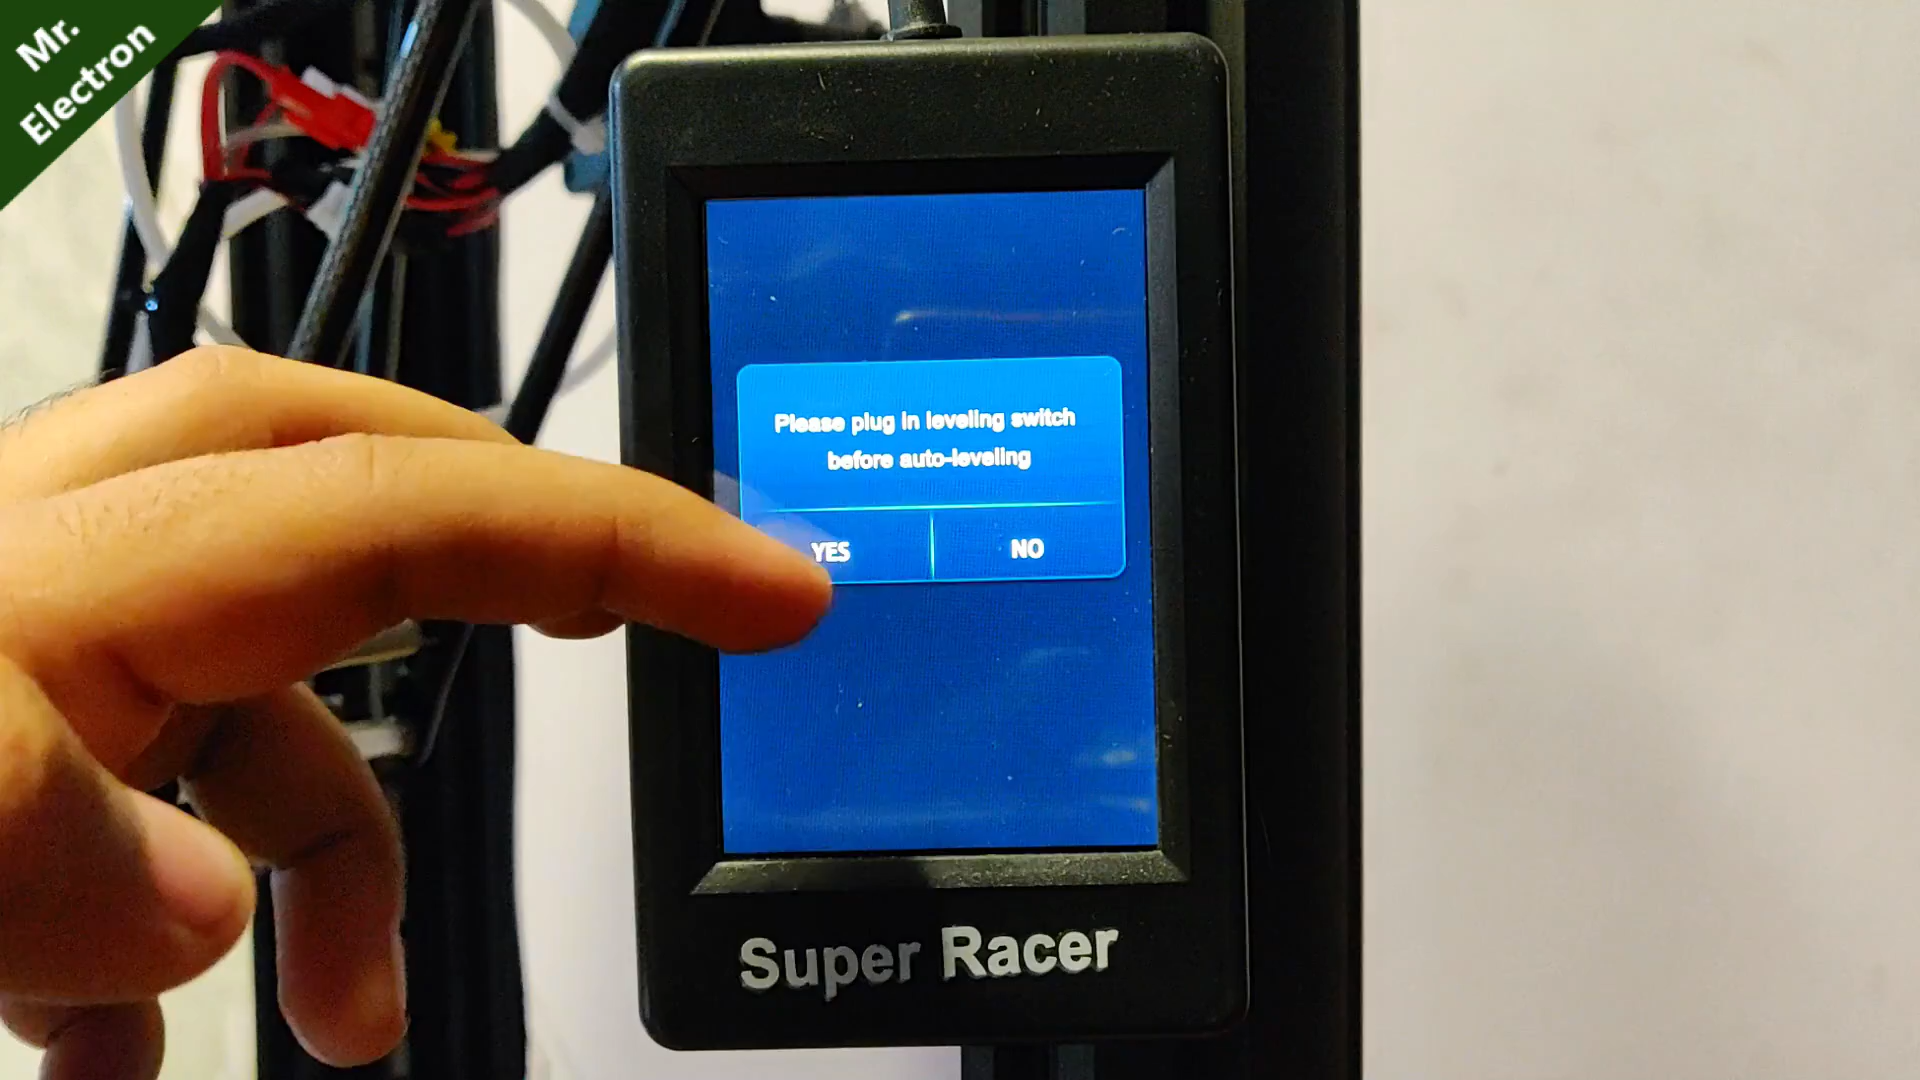 Mr.
Electron
Please plug in leveling switch
before auto-leveling
YES
NO
Super Racer